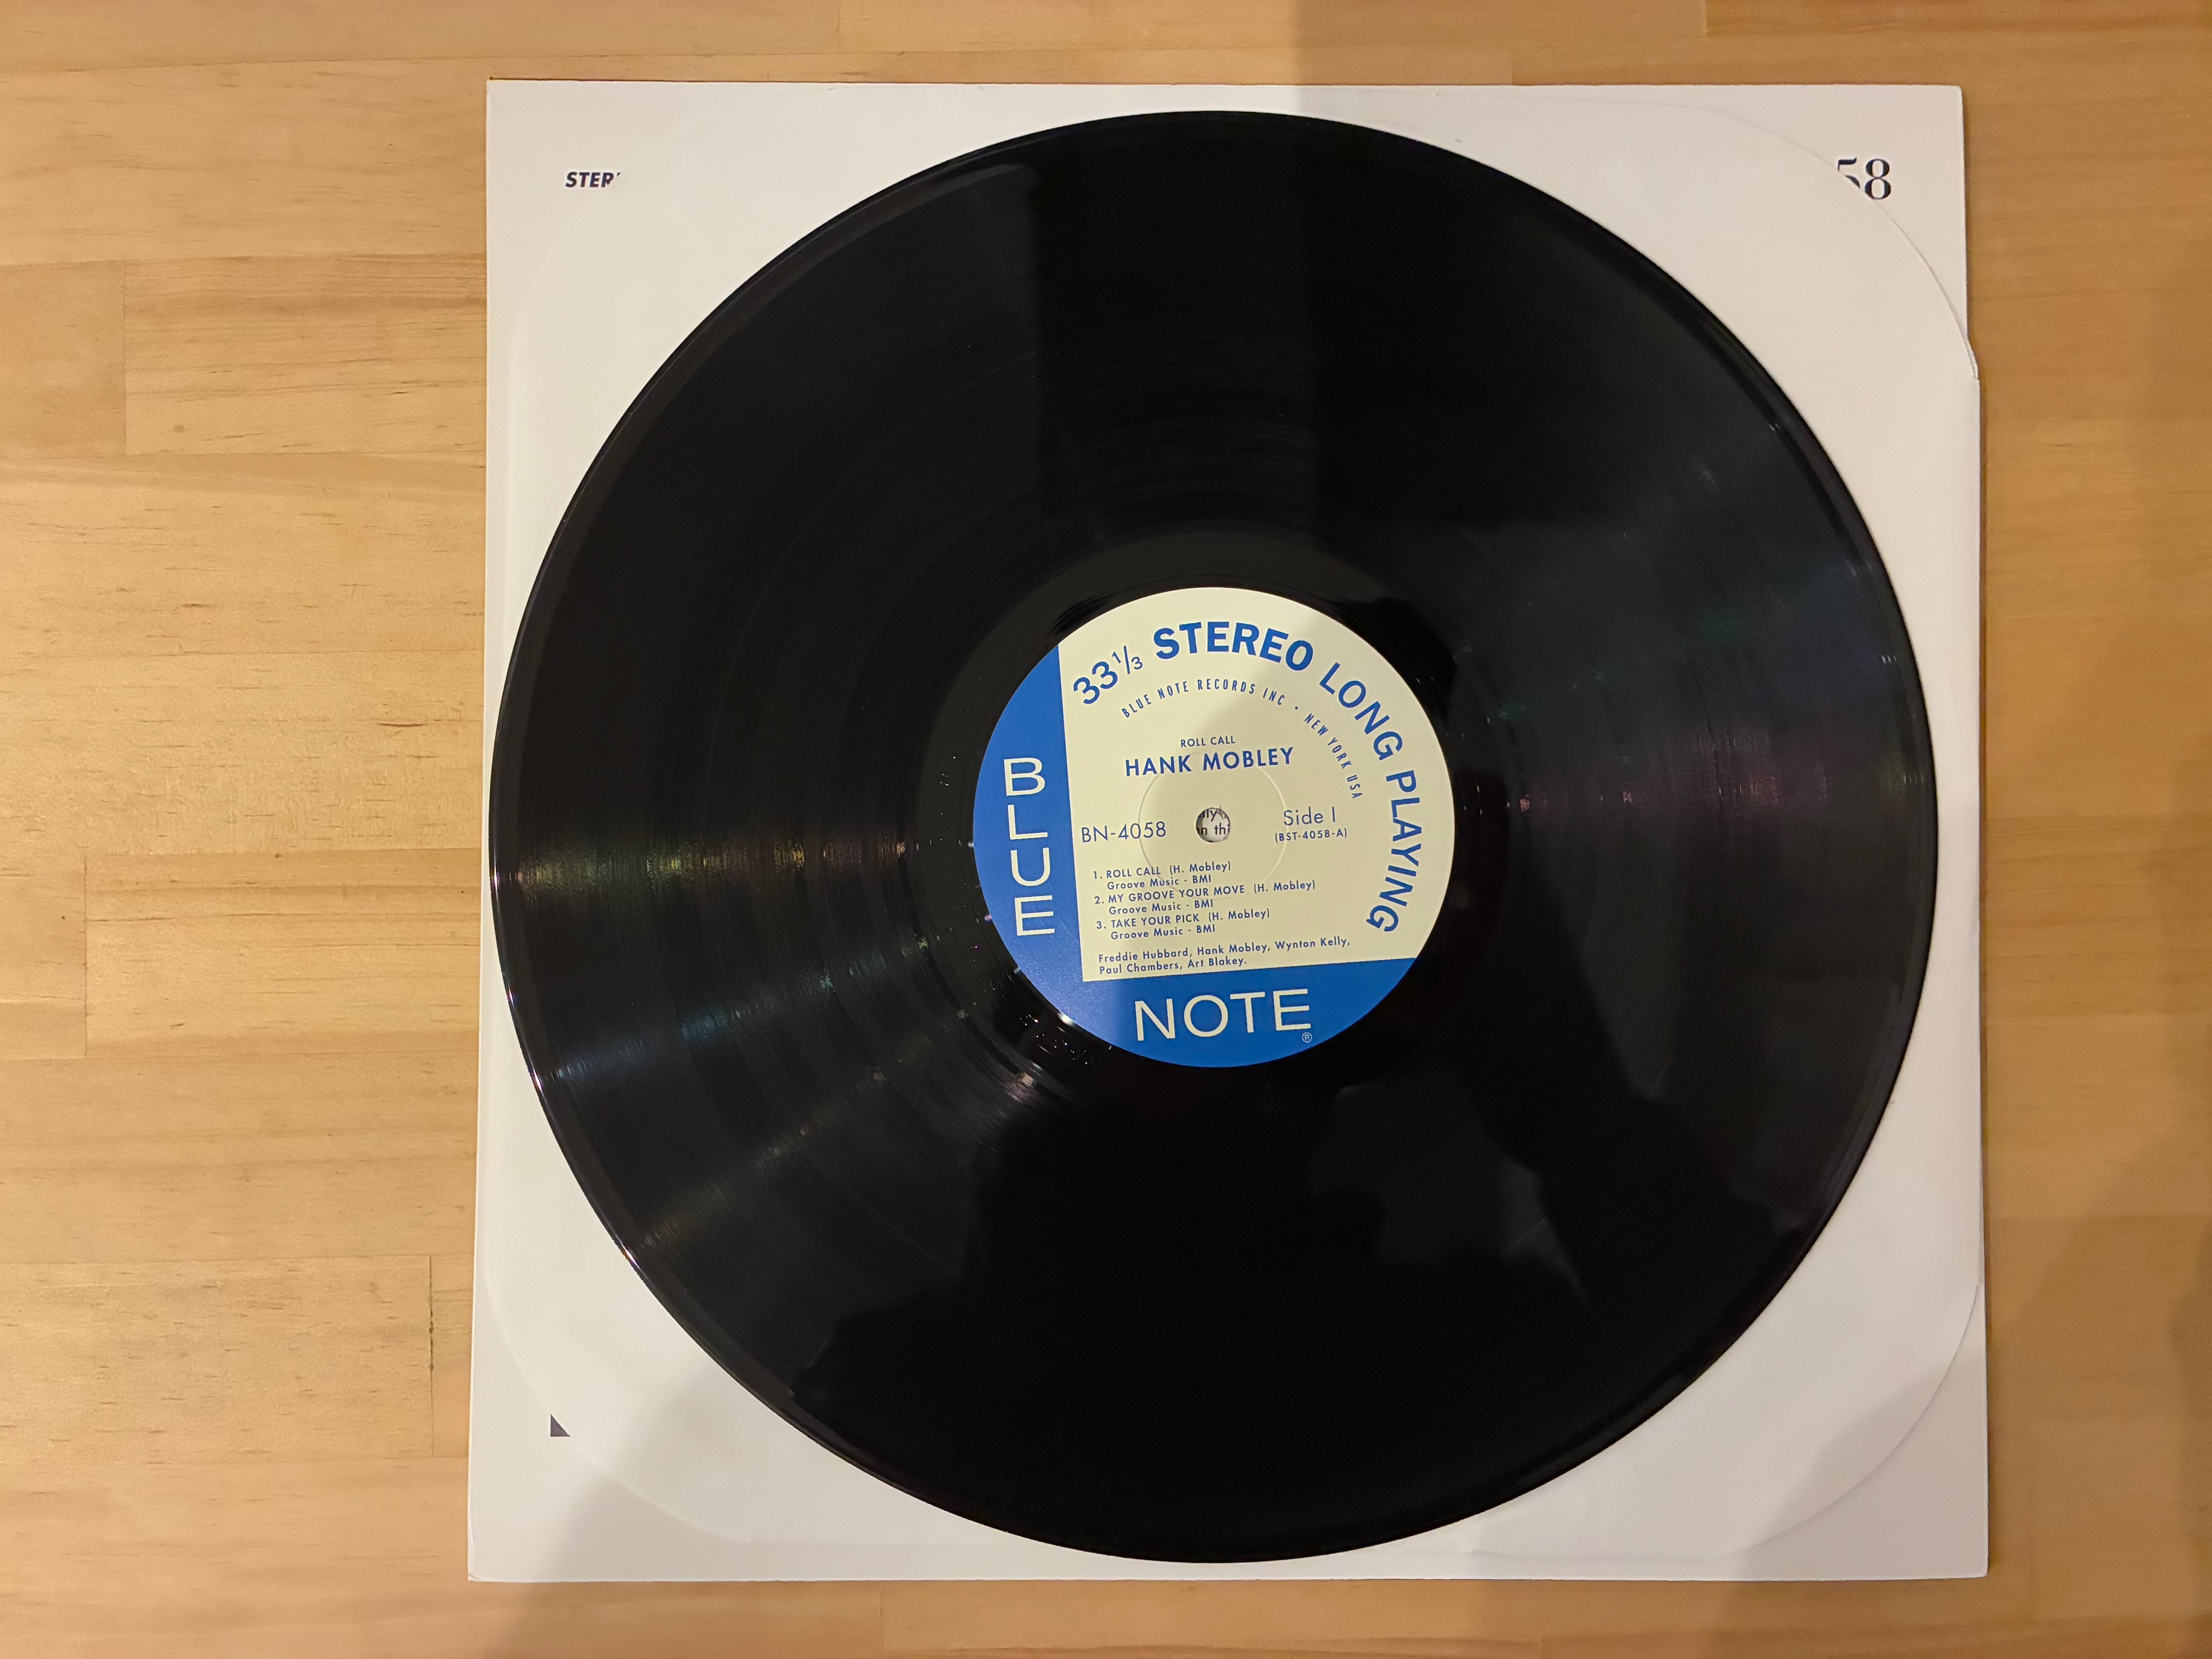 STER
58
33 1/3 STEREO LONG PLAYING
BLUE NOTE RECORDS INC • NEW YORK USA
ROLL CALL
HANK MOBLEY
BN-4058
Side 1
(BST-4058-A)
1. ROLL CALL (H. Mobley)
Groove Music - BMI
2. MY GROOVE YOUR MOVE (H. Mobley)
Groove Music - BMI
3. TAKE YOUR PICK (H. Mobley)
Groove Music - BMI
Freddie Hubbard, Hank Mobley, Wynton Kelly,
Paul Chambers, Art Blakey.
BLUE
NOTE
®